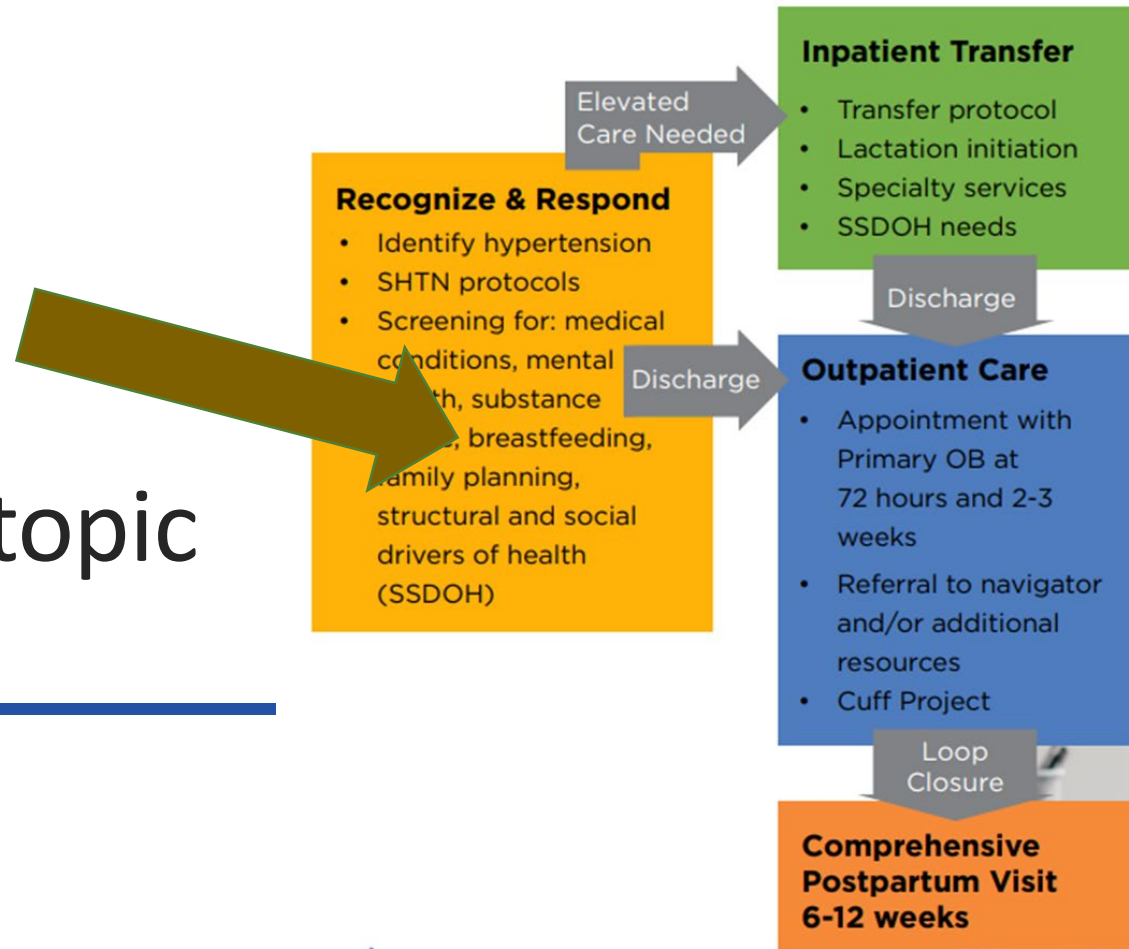 topic
Elevated
Care Needed
Recognize & Respond
• Identify hypertension
• SHTN protocols
• Screening for: medical
conditions, mental
substance
breastfeeding,
family planning,
structural and social
drivers of health
(SSDOH)
Inpatient Transfer
• Transfer protocol
• Lactation initiation
• Specialty services
• SSDOH needs
Discharge
Discharge
Outpatient Care
• Appointment with
Primary OB at
72 hours and 2-3
weeks
• Referral to navigator
and/or additional
resources
• Cuff Project
Loop
Closure
Comprehensive
Postpartum Visit
6-12 weeks